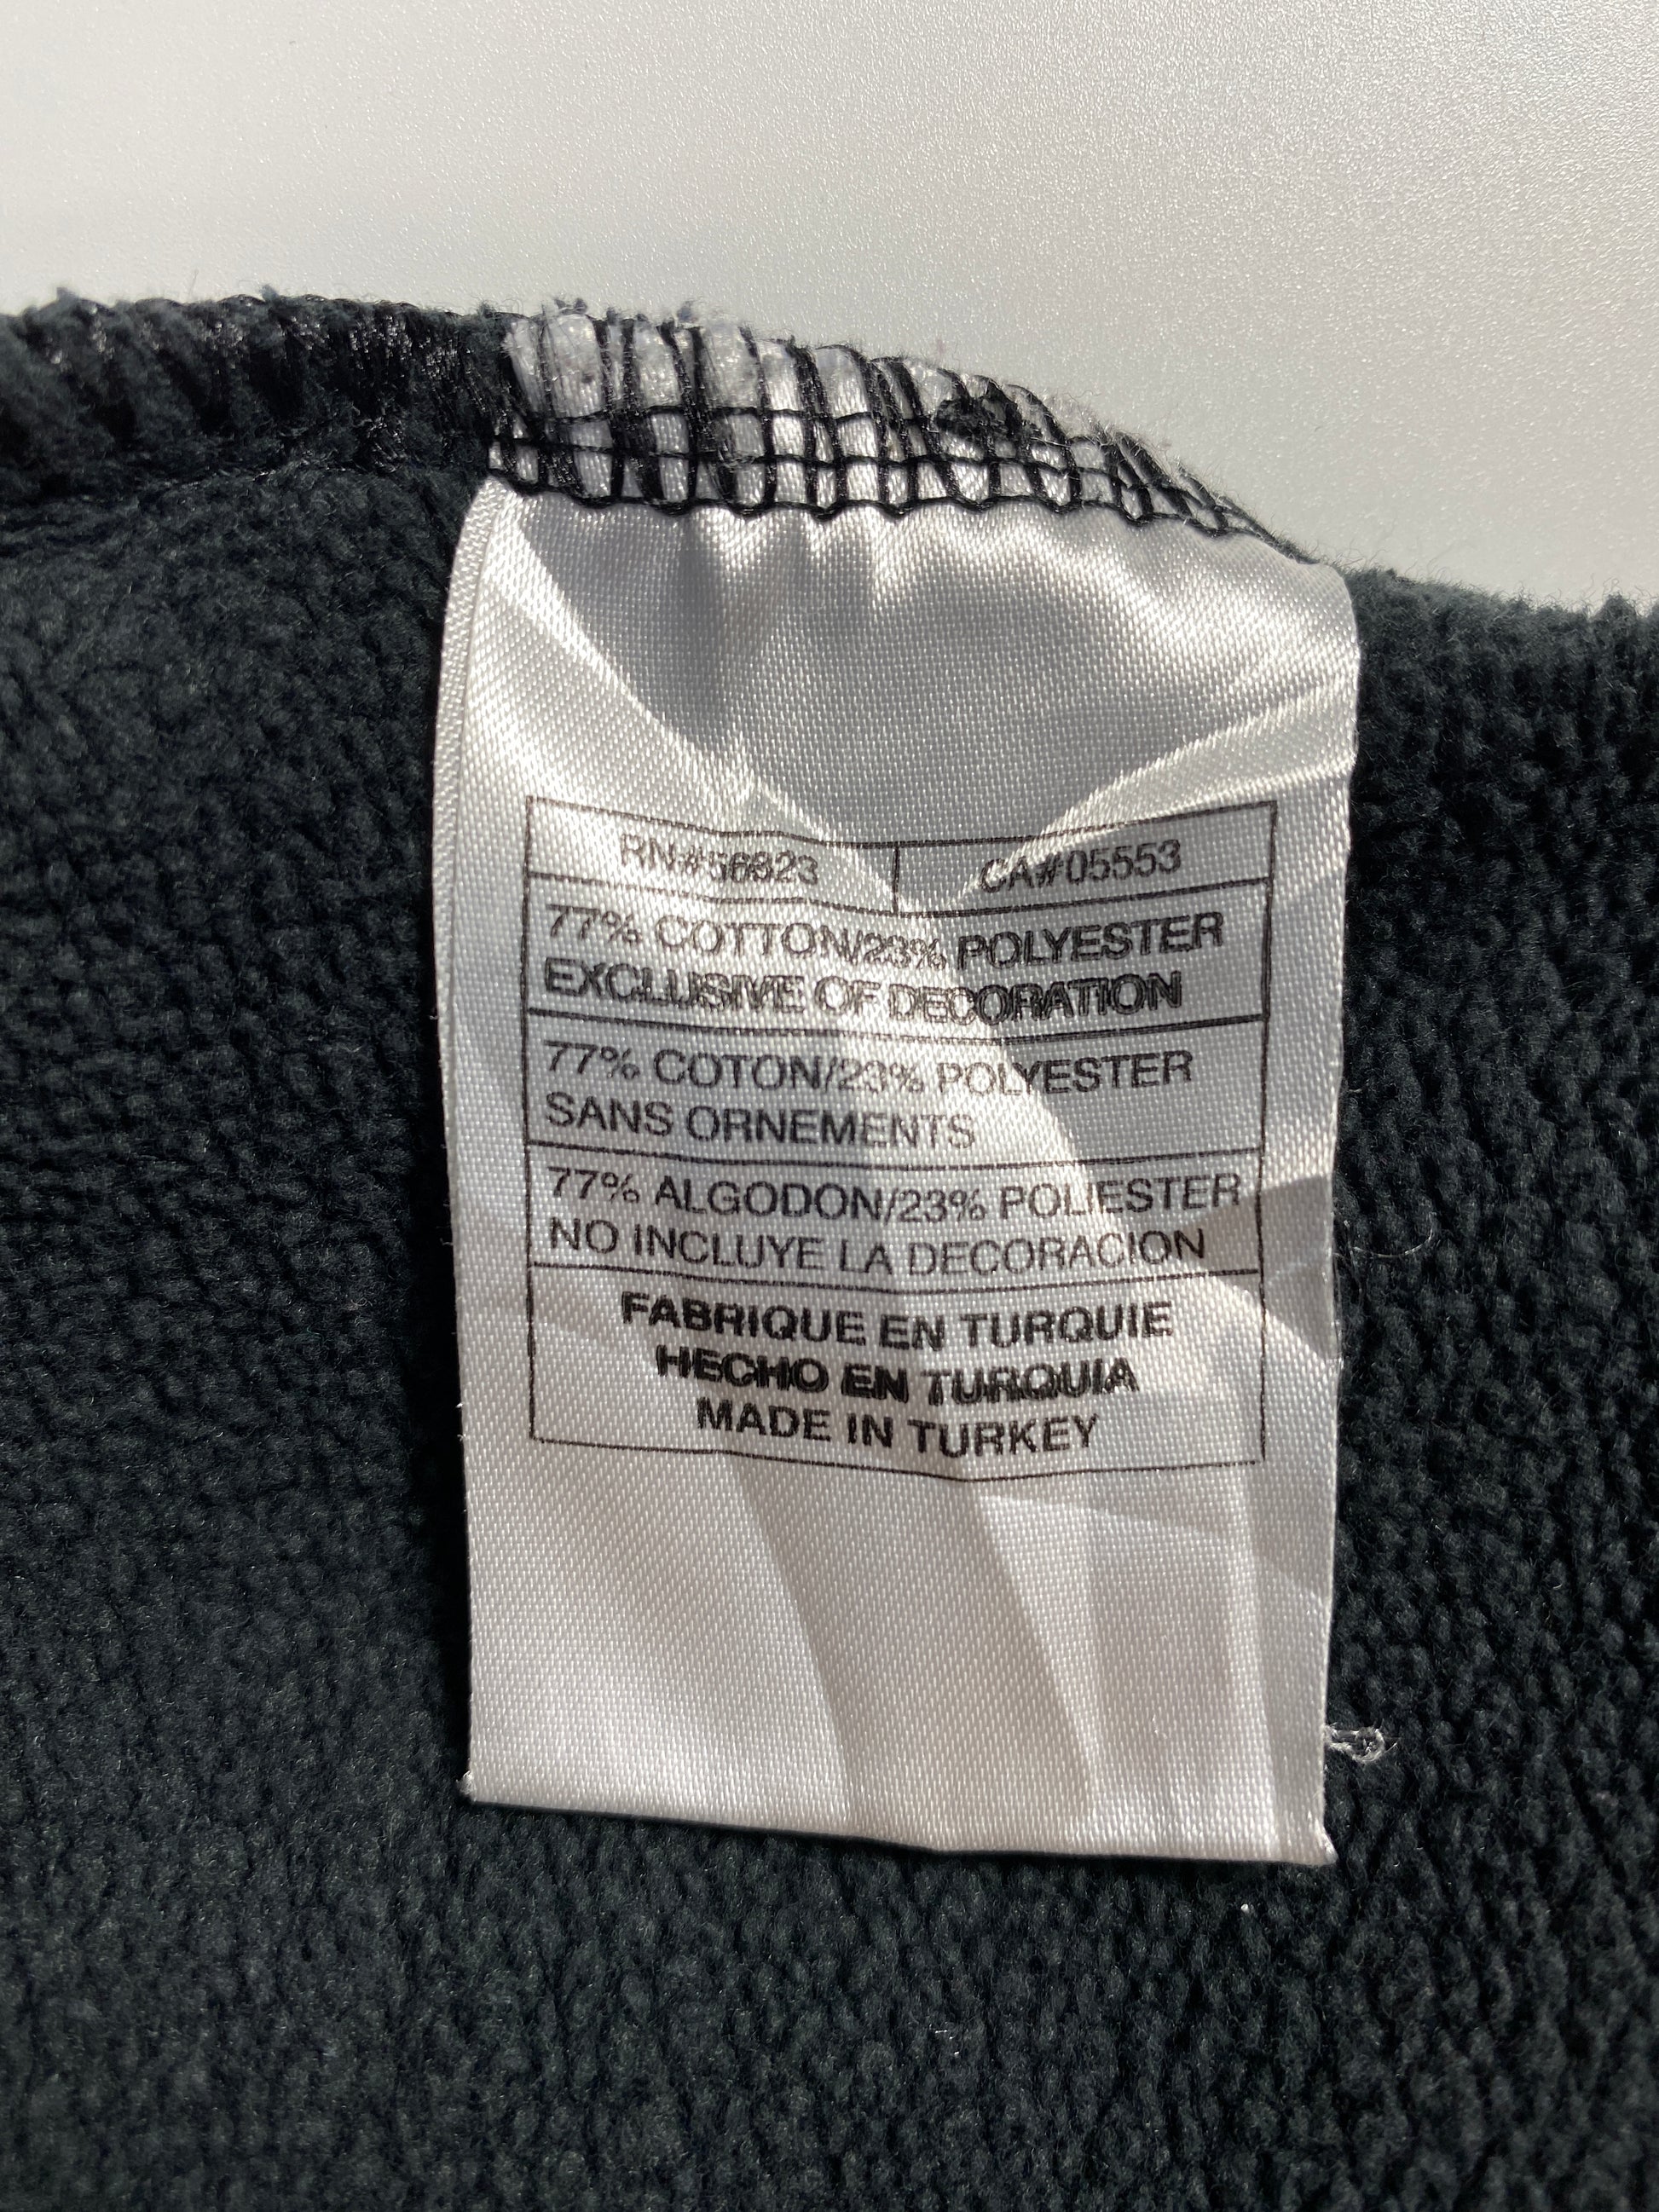 RN#56823 CA#05553
77% COTTON/23% POLYESTER
EXCLUSIVE OF DECORATION
77% COTON/23% POLYESTER
SANS ORNEMENTS
77% ALGODON/23% POLIESTER
NO INCLUYE LA DECORACION
FABRIQUE EN TURQUIE
HECHO EN TURQUIA
MADE IN TURKEY